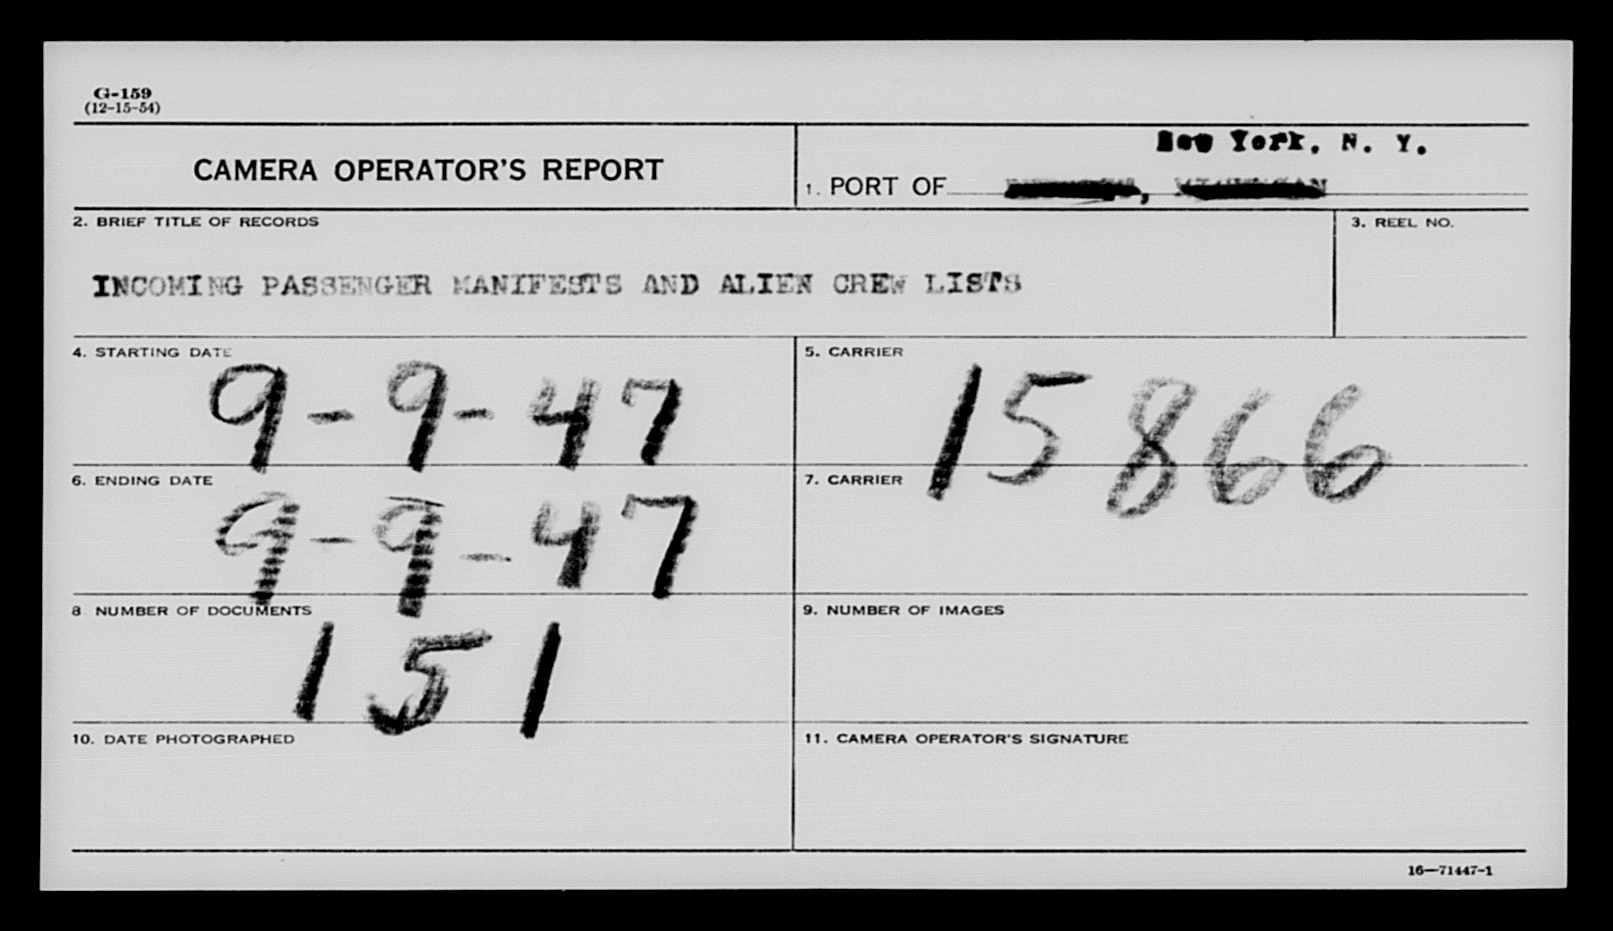 G-159
(12-15-54)
New York, N. Y.
CAMERA OPERATOR'S REPORT
1. PORT OF
2. BRIEF TITLE OF RECORDS
3. REEL NO.
INCOMING PASSENGER MANIFESTS AND ALIEN CREW LISTS
4. STARTING DATE
5. CARRIER
9-9-47
15866
6. ENDING DATE
7. CARRIER
9-9-47
8 NUMBER OF DOCUMENTS
9. NUMBER OF IMAGES
151
10. DATE PHOTOGRAPHED
11. CAMERA OPERATOR'S SIGNATURE
16—71447-1